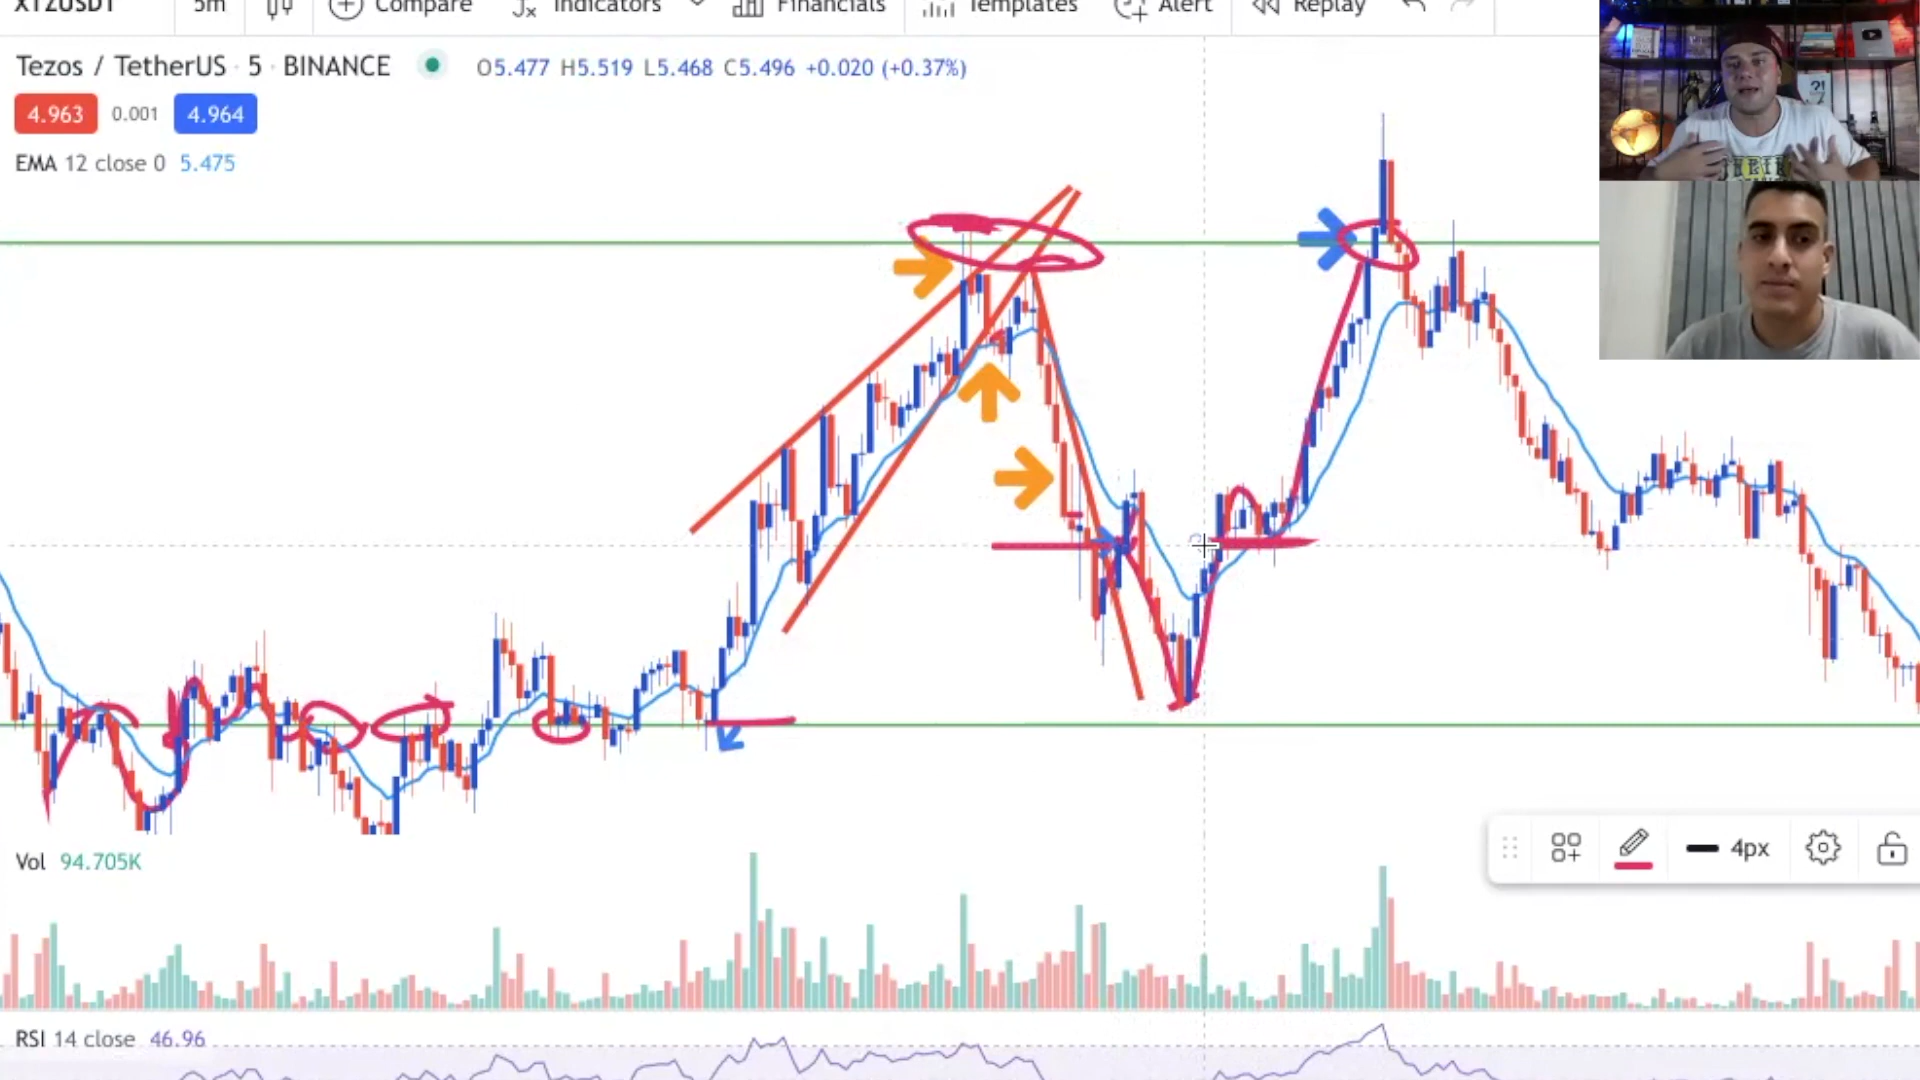 XTZUSDT 5m Compare Indicators Financials Templates Alert Replay
Tezos / TetherUS · 5 · BINANCE O5.477 H5.519 L5.468 C5.496 +0.020 (+0.37%)
4.963 0.001 4.964
EMA 12 close 0 5.475
4px
Vol 94.705K
RSI 14 close 46.96